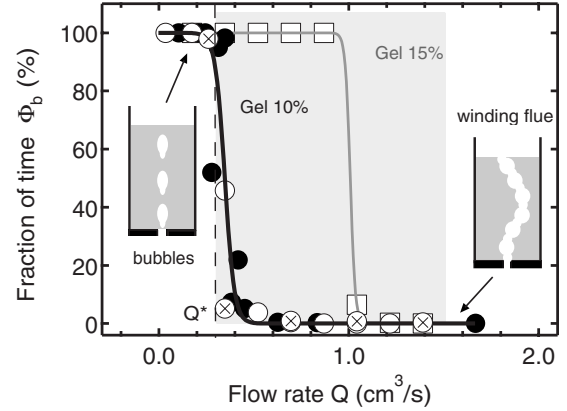 100
80
60
40
20
0
Fraction of time Φb (%)
Gel 15%
Gel 10%
winding flue
bubbles
Q*
0.0
1.0
2.0
Flow rate Q (cm³/s)